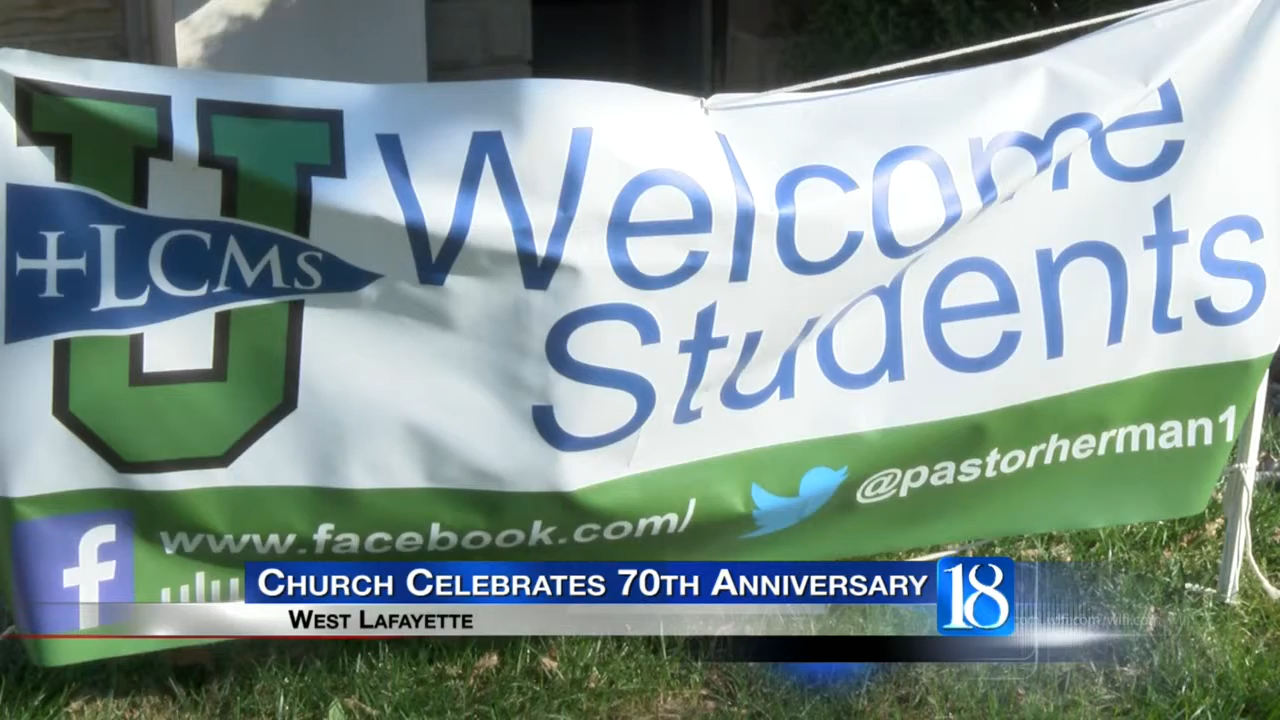 U
LCMS
Welcome
Students
@pastorherman1
f www.facebook.com/
CHURCH CELEBRATES 70TH ANNIVERSARY
18
WEST LAFAYETTE